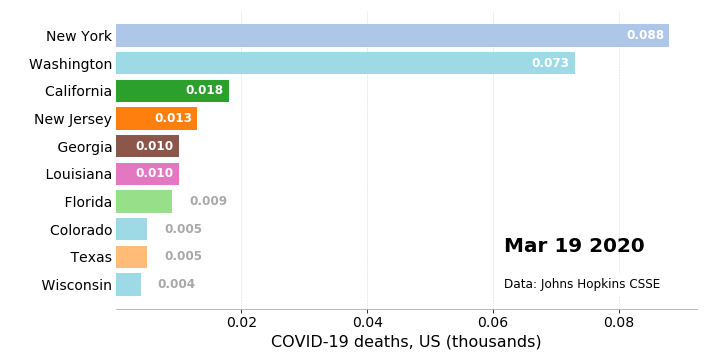 New York 0.088
Washington 0.073
California 0.018
New Jersey 0.013
Georgia 0.010
Louisiana 0.010
Florida 0.009
Colorado 0.005
Texas 0.005
Wisconsin 0.004
Mar 19 2020
Data: Johns Hopkins CSSE
0.02 0.04 0.06 0.08
COVID-19 deaths, US (thousands)